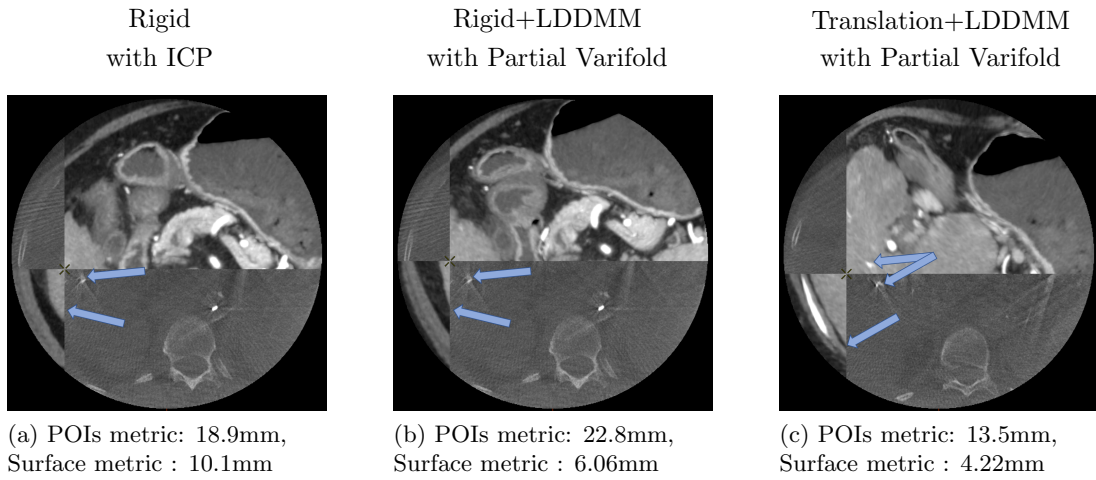 Rigid
with ICP
Rigid+LDDMM
with Partial Varifold
Translation+LDDMM
with Partial Varifold
(a) POIs metric: 18.9mm,
Surface metric : 10.1mm
(b) POIs metric: 22.8mm,
Surface metric : 6.06mm
(c) POIs metric: 13.5mm,
Surface metric : 4.22mm